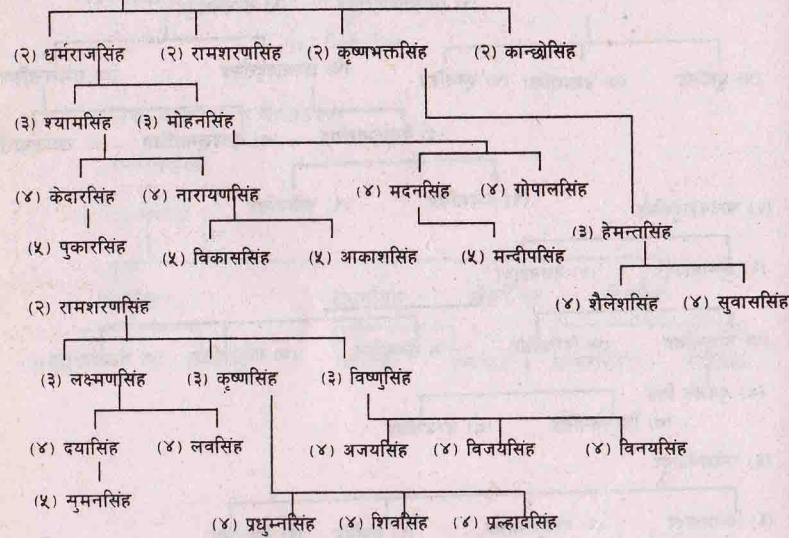 (२) धर्मराजसिंह (२) रामशरणसिंह (२) कृष्णभक्तसिंह (२) कान्छोसिंह
(३) श्यामसिंह (३) मोहनसिंह
(४) केदारसिंह (४) नारायणसिंह (४) मदनसिंह (४) गोपालसिंह
(३) हेमन्तसिंह
(५) पुकारसिंह (५) विकाससिंह (५) आकाशसिंह (५) मन्दीपसिंह
(४) शैलेशसिंह (४) सुवाससिंह
(२) रामशरणसिंह
(३) लक्ष्मणसिंह (३) कृष्णसिंह (३) विष्णुसिंह
(४) दयासिंह (४) लवसिंह (४) अजयसिंह (४) विजयसिंह (४) विनयसिंह
(५) सुमनसिंह
(४) प्रधुम्नसिंह (४) शिवसिंह (४) प्रल्हादसिंह